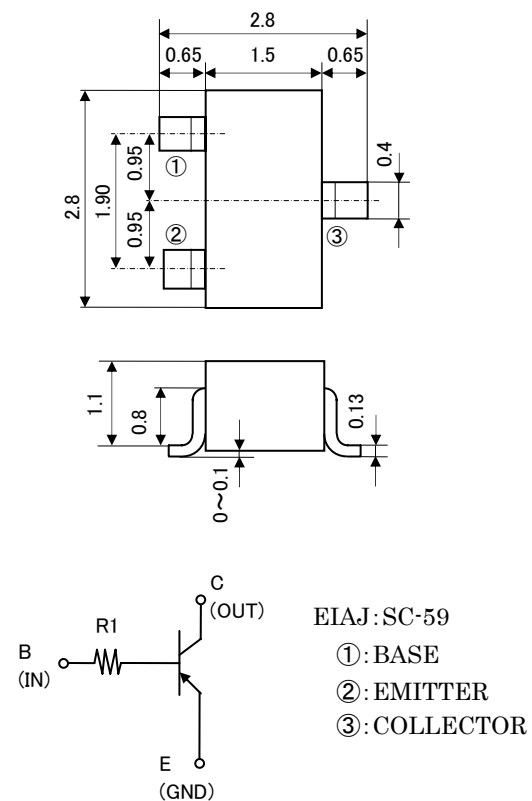 2.8
0.65 1.5 0.65
2.8
1.90
0.95
0.95
①
②
③
0.4
1.1
0.8
0~0.1
0.13
C
(OUT)
R1
B
(IN)
E
(GND)
EIAJ:SC-59
①:BASE
②:EMITTER
③:COLLECTOR